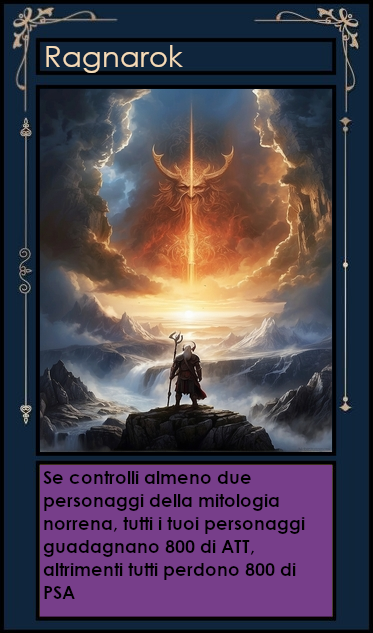 Ragnarok
Se controlli almeno due
personaggi della mitologia
norrena, tutti i tuoi personaggi
guadagnano 800 di ATT,
altrimenti tutti perdono 800 di
PSA